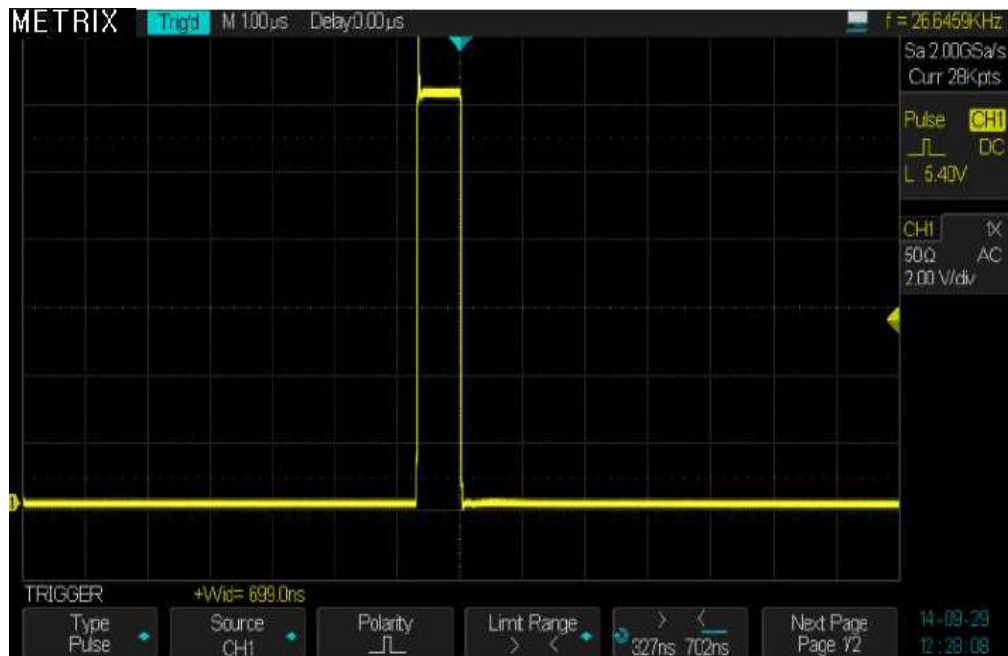 METRIX Trig'd M 1.00µs Delay:0.00µs f = 26.6459KHz
Sa 2.00GSa/s
Curr 28Kpts
Pulse CH1
DC
L 5.40V
CH1 1X
50Ω AC
2.00 V/div
1
TRIGGER +Wid= 699.0ns
Type Source Polarity Limit Range > < Next Page
Pulse CH1 > < 327ns 702ns Page 1/2
14-09-29
12:28:08